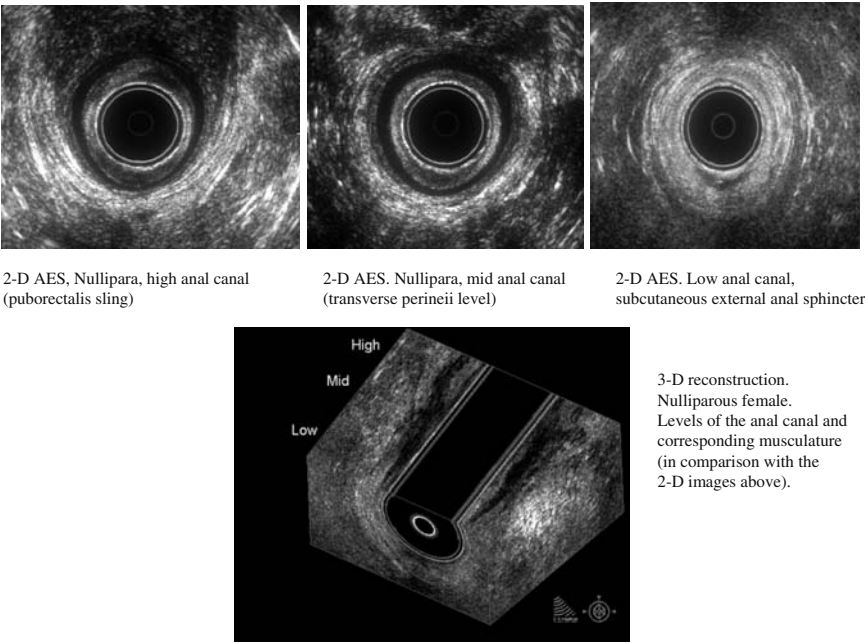 2-D AES, Nullipara, high anal canal
(puborectalis sling)
2-D AES. Nullipara, mid anal canal
(transverse perineii level)
2-D AES. Low anal canal,
subcutaneous external anal sphincter
High
Mid
Low
3-D reconstruction.
Nulliparous female.
Levels of the anal canal and
corresponding musculature
(in comparison with the
2-D images above).